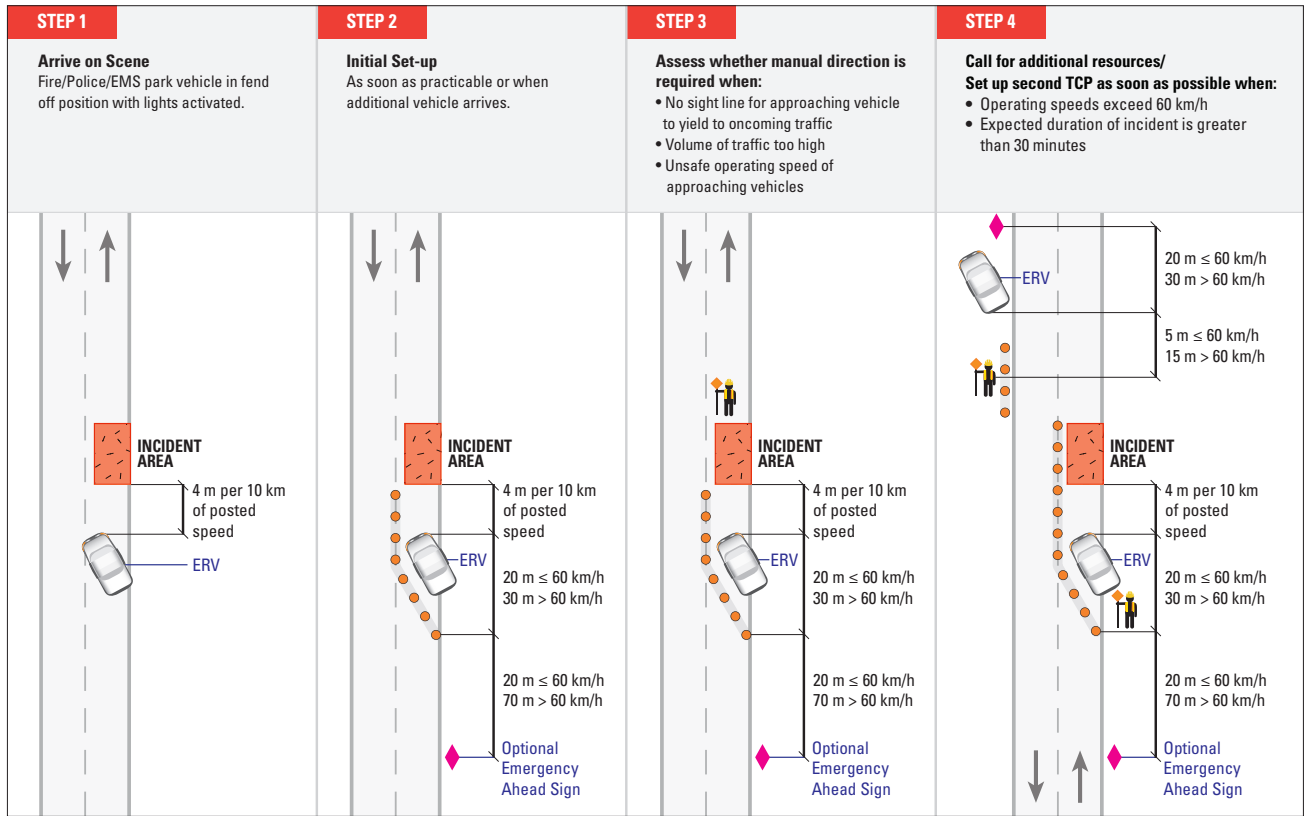 STEP 1
Arrive on Scene
Fire/Police/EMS park vehicle in fend
off position with lights activated.
INCIDENT
AREA
4 m per 10 km
of posted
speed
ERV
STEP 2
Initial Set-up
As soon as practicable or when
additional vehicle arrives.
INCIDENT
AREA
4 m per 10 km
of posted
speed
ERV
20 m ≤ 60 km/h
30 m > 60 km/h
20 m ≤ 60 km/h
70 m > 60 km/h
Optional
Emergency
Ahead Sign
STEP 3
Assess whether manual direction is
required when:
• No sight line for approaching vehicle
to yield to oncoming traffic
• Volume of traffic too high
• Unsafe operating speed of
approaching vehicles
INCIDENT
AREA
4 m per 10 km
of posted
speed
ERV
20 m ≤ 60 km/h
30 m > 60 km/h
20 m ≤ 60 km/h
70 m > 60 km/h
Optional
Emergency
Ahead Sign
STEP 4
Call for additional resources/
Set up second TCP as soon as possible when:
• Operating speeds exceed 60 km/h
• Expected duration of incident is greater
than 30 minutes
20 m ≤ 60 km/h
30 m > 60 km/h
ERV
5 m ≤ 60 km/h
15 m > 60 km/h
INCIDENT
AREA
4 m per 10 km
of posted
speed
ERV
20 m ≤ 60 km/h
30 m > 60 km/h
20 m ≤ 60 km/h
70 m > 60 km/h
Optional
Emergency
Ahead Sign